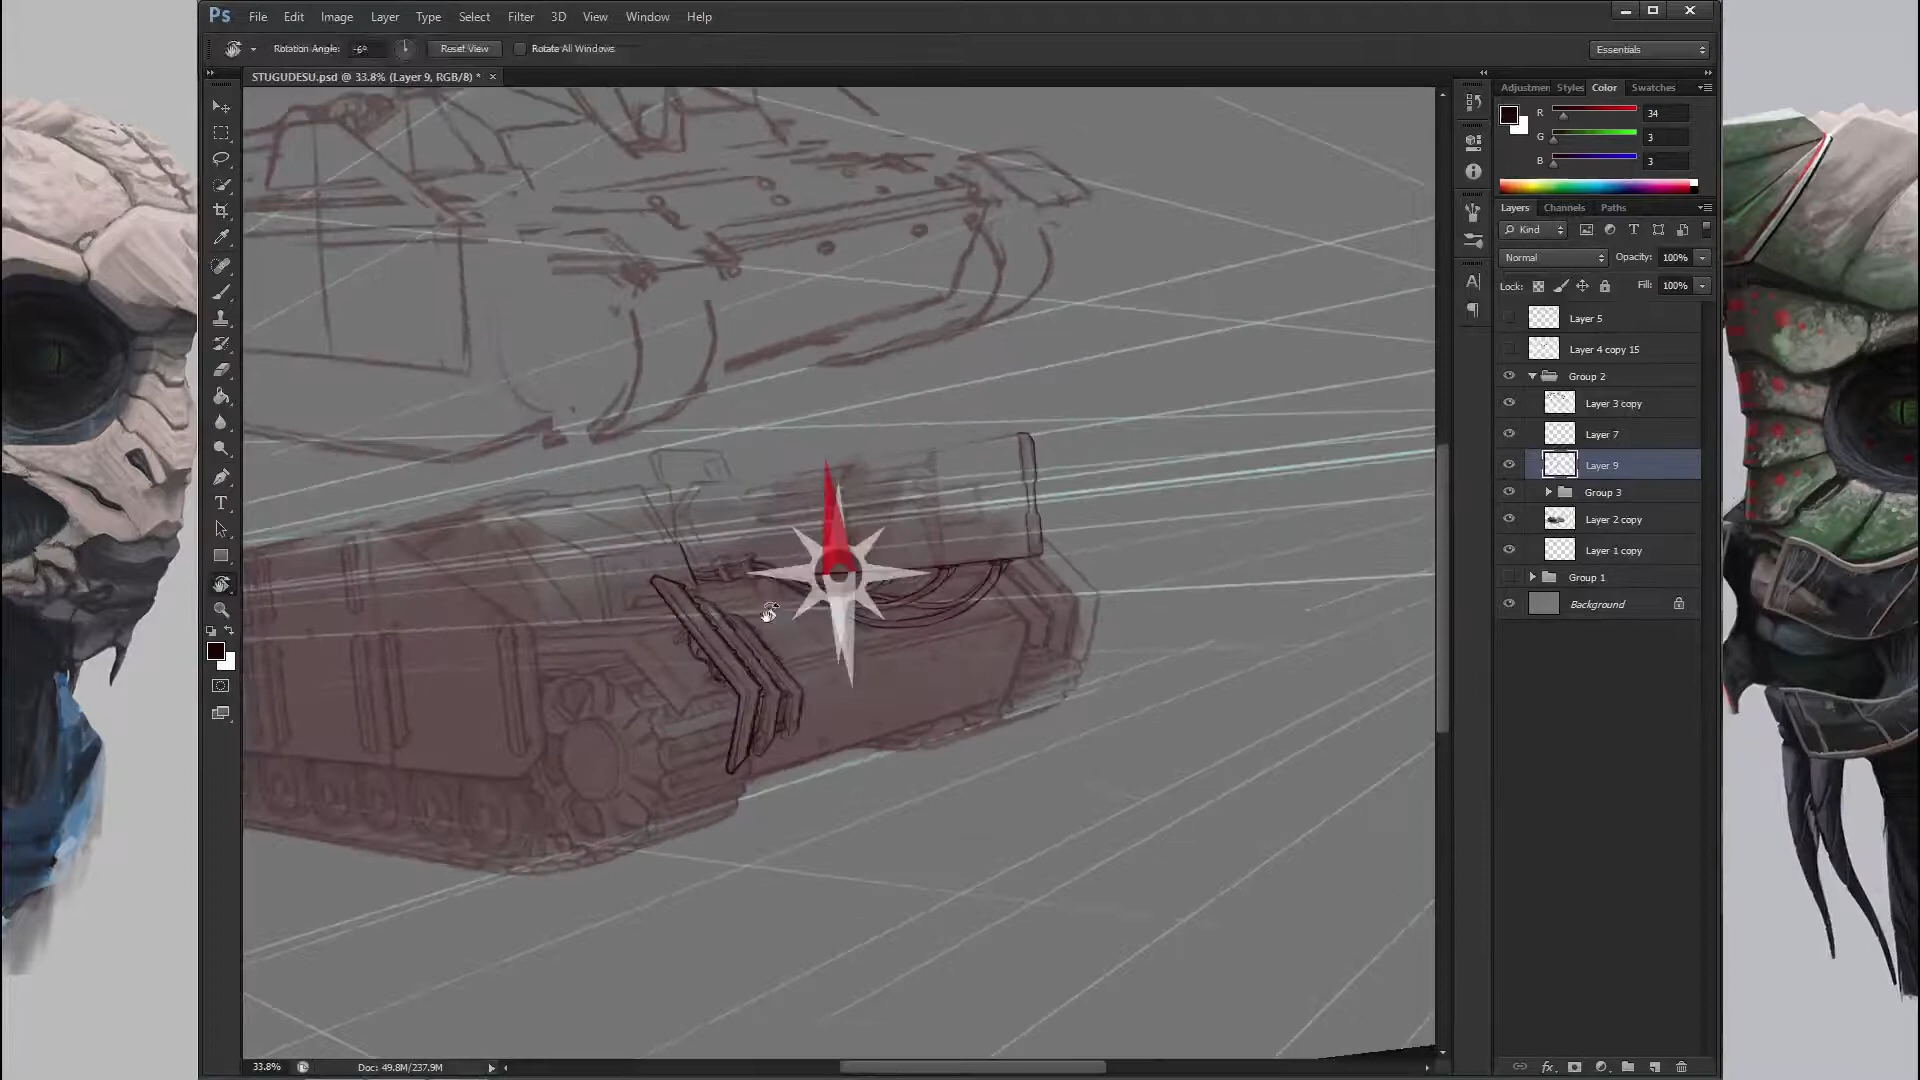 Ps File Edit Image Layer Type Select Filter 3D View Window Help
Rotation Angle: -6° Reset View Rotate All Windows Essentials
STUGUDESU.psd @ 33.8% (Layer 9, RGB/8) * ×
Adjustmen Styles Color Swatches
R 34
G 3
B 3
Layers Channels Paths
Kind
Normal Opacity: 100%
Lock: Fill: 100%
Layer 5
Layer 4 copy 15
Group 2
Layer 3 copy
Layer 7
Layer 9
Group 3
Layer 2 copy
Layer 1 copy
Group 1
Background
33.8% Doc: 49.8M/237.9M